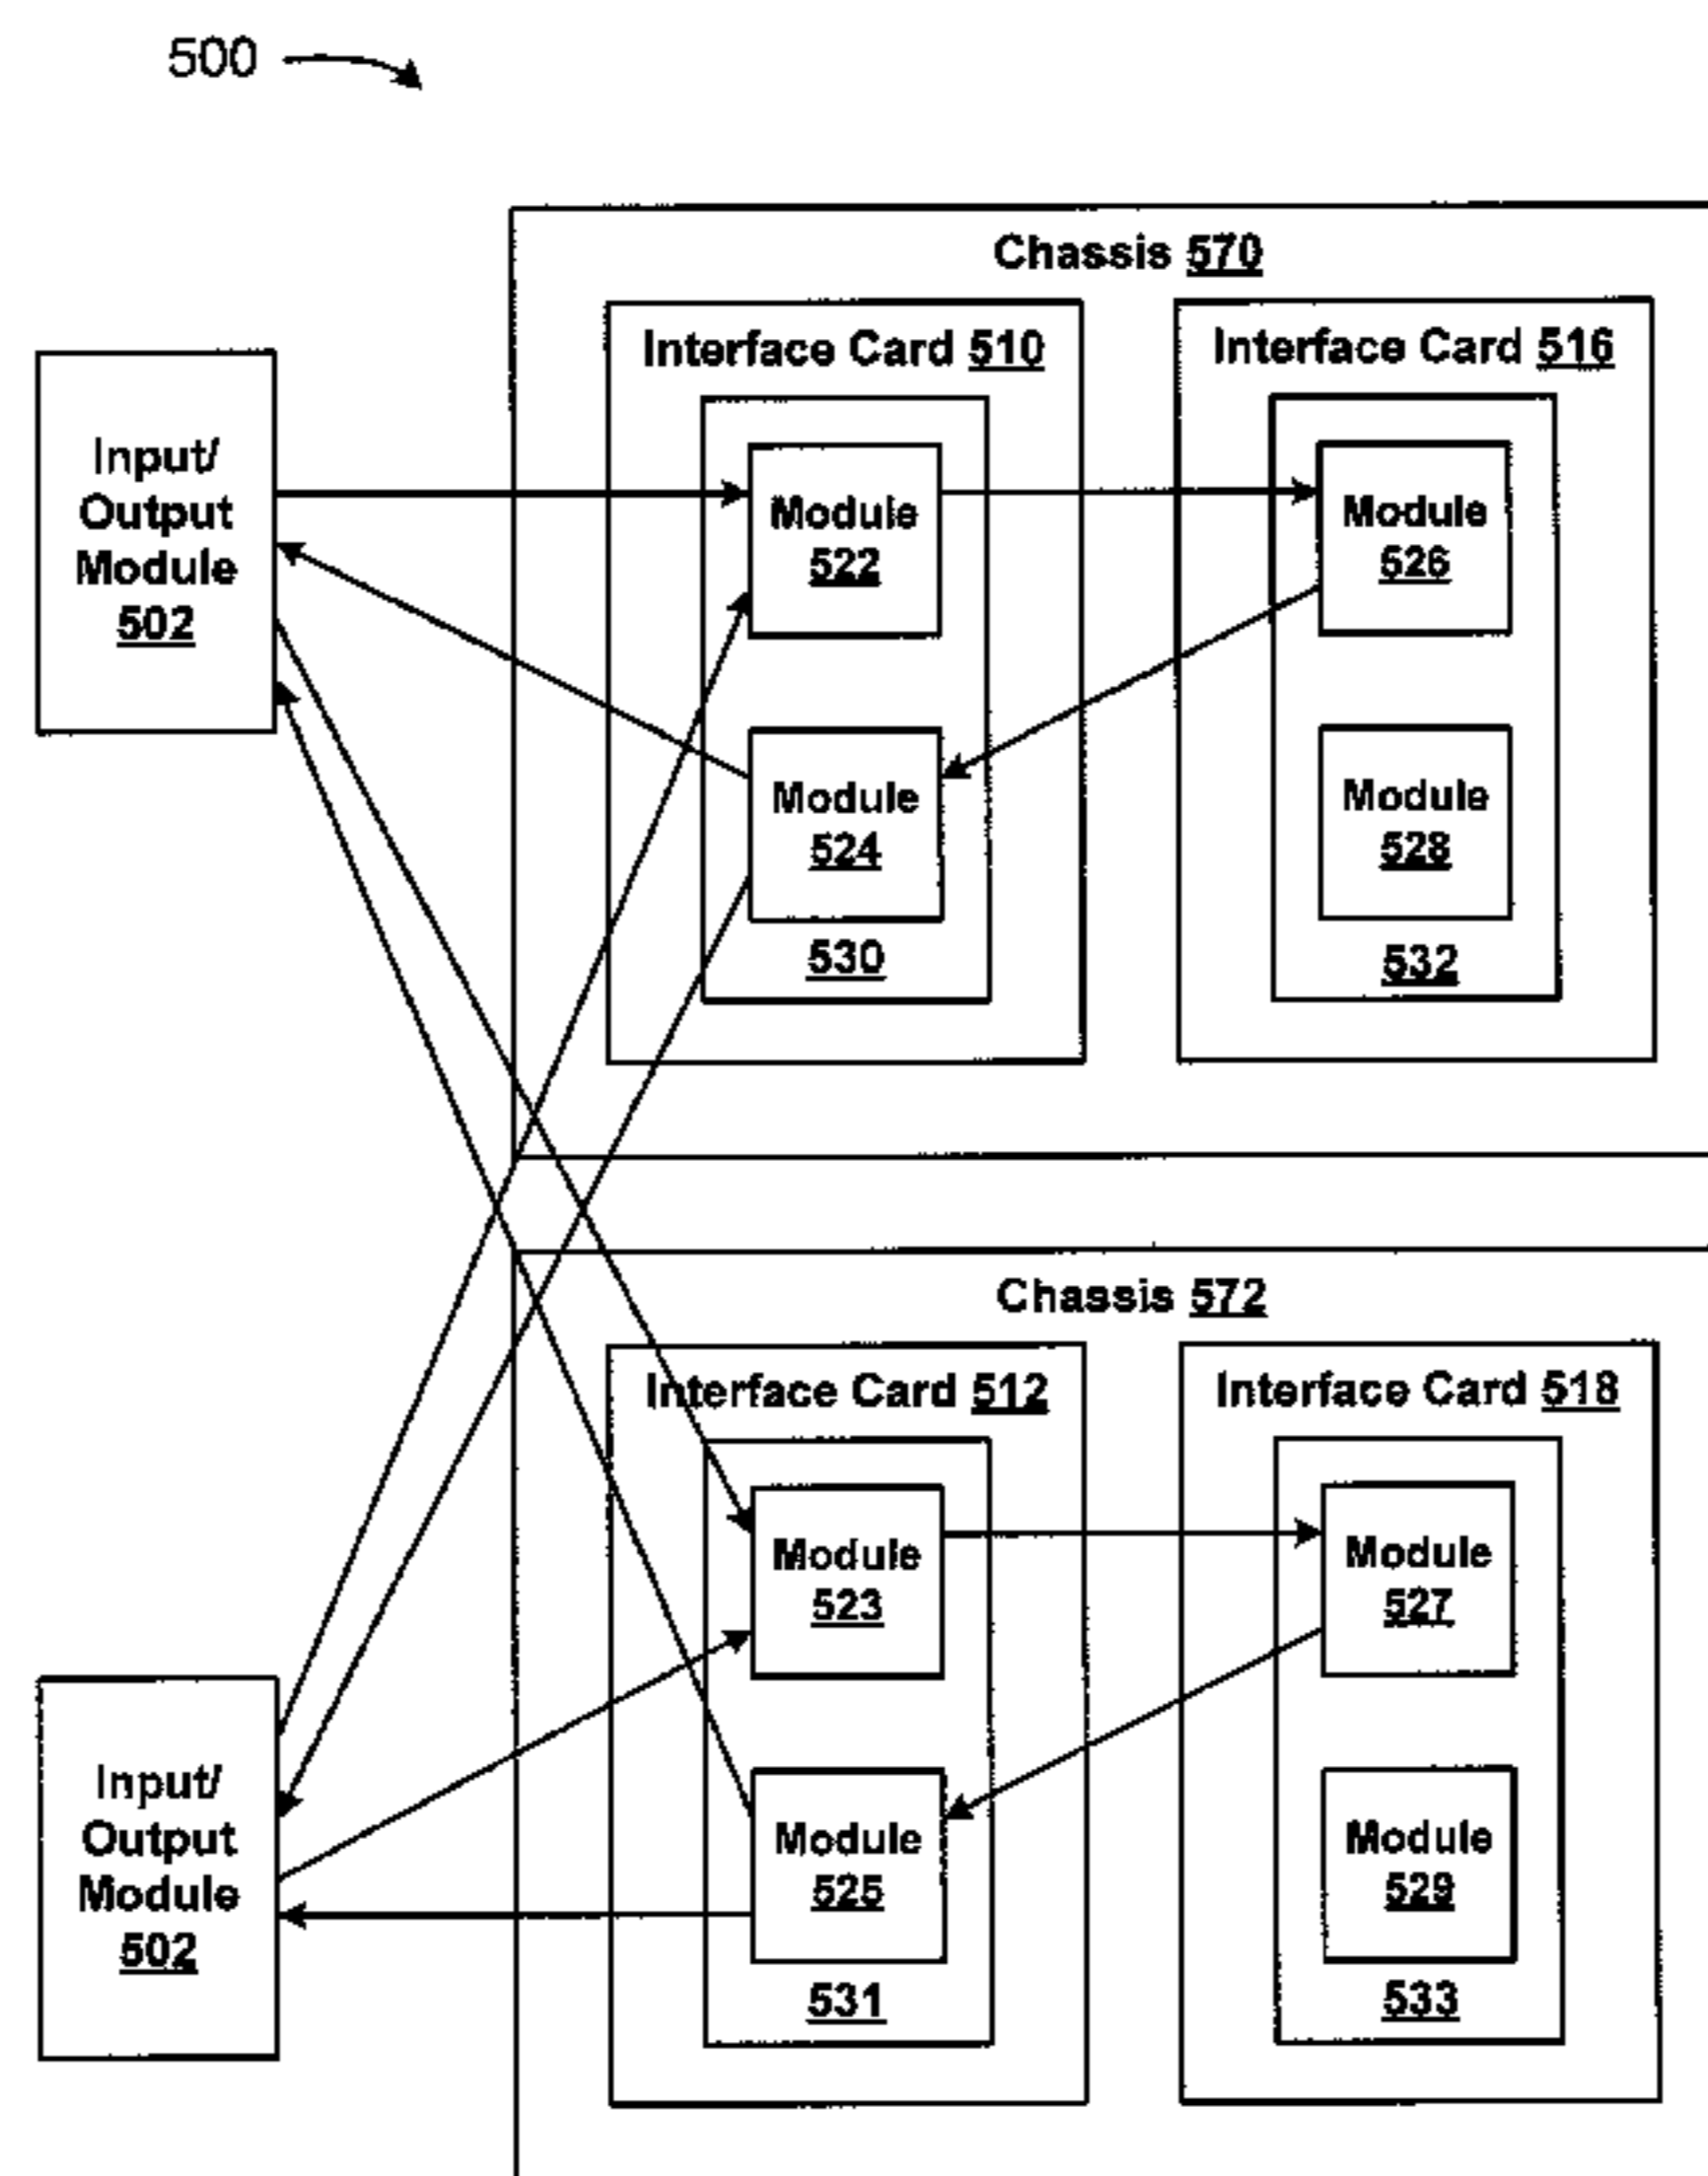 500
Chassis 570
Interface Card 510
Interface Card 516
Input/
Output
Module
502
Module
522
Module
526
Module
524
Module
528
530
532
Chassis 572
Interface Card 512
Interface Card 518
Module
523
Module
527
Input/
Output
Module
502
Module
525
Module
529
531
533